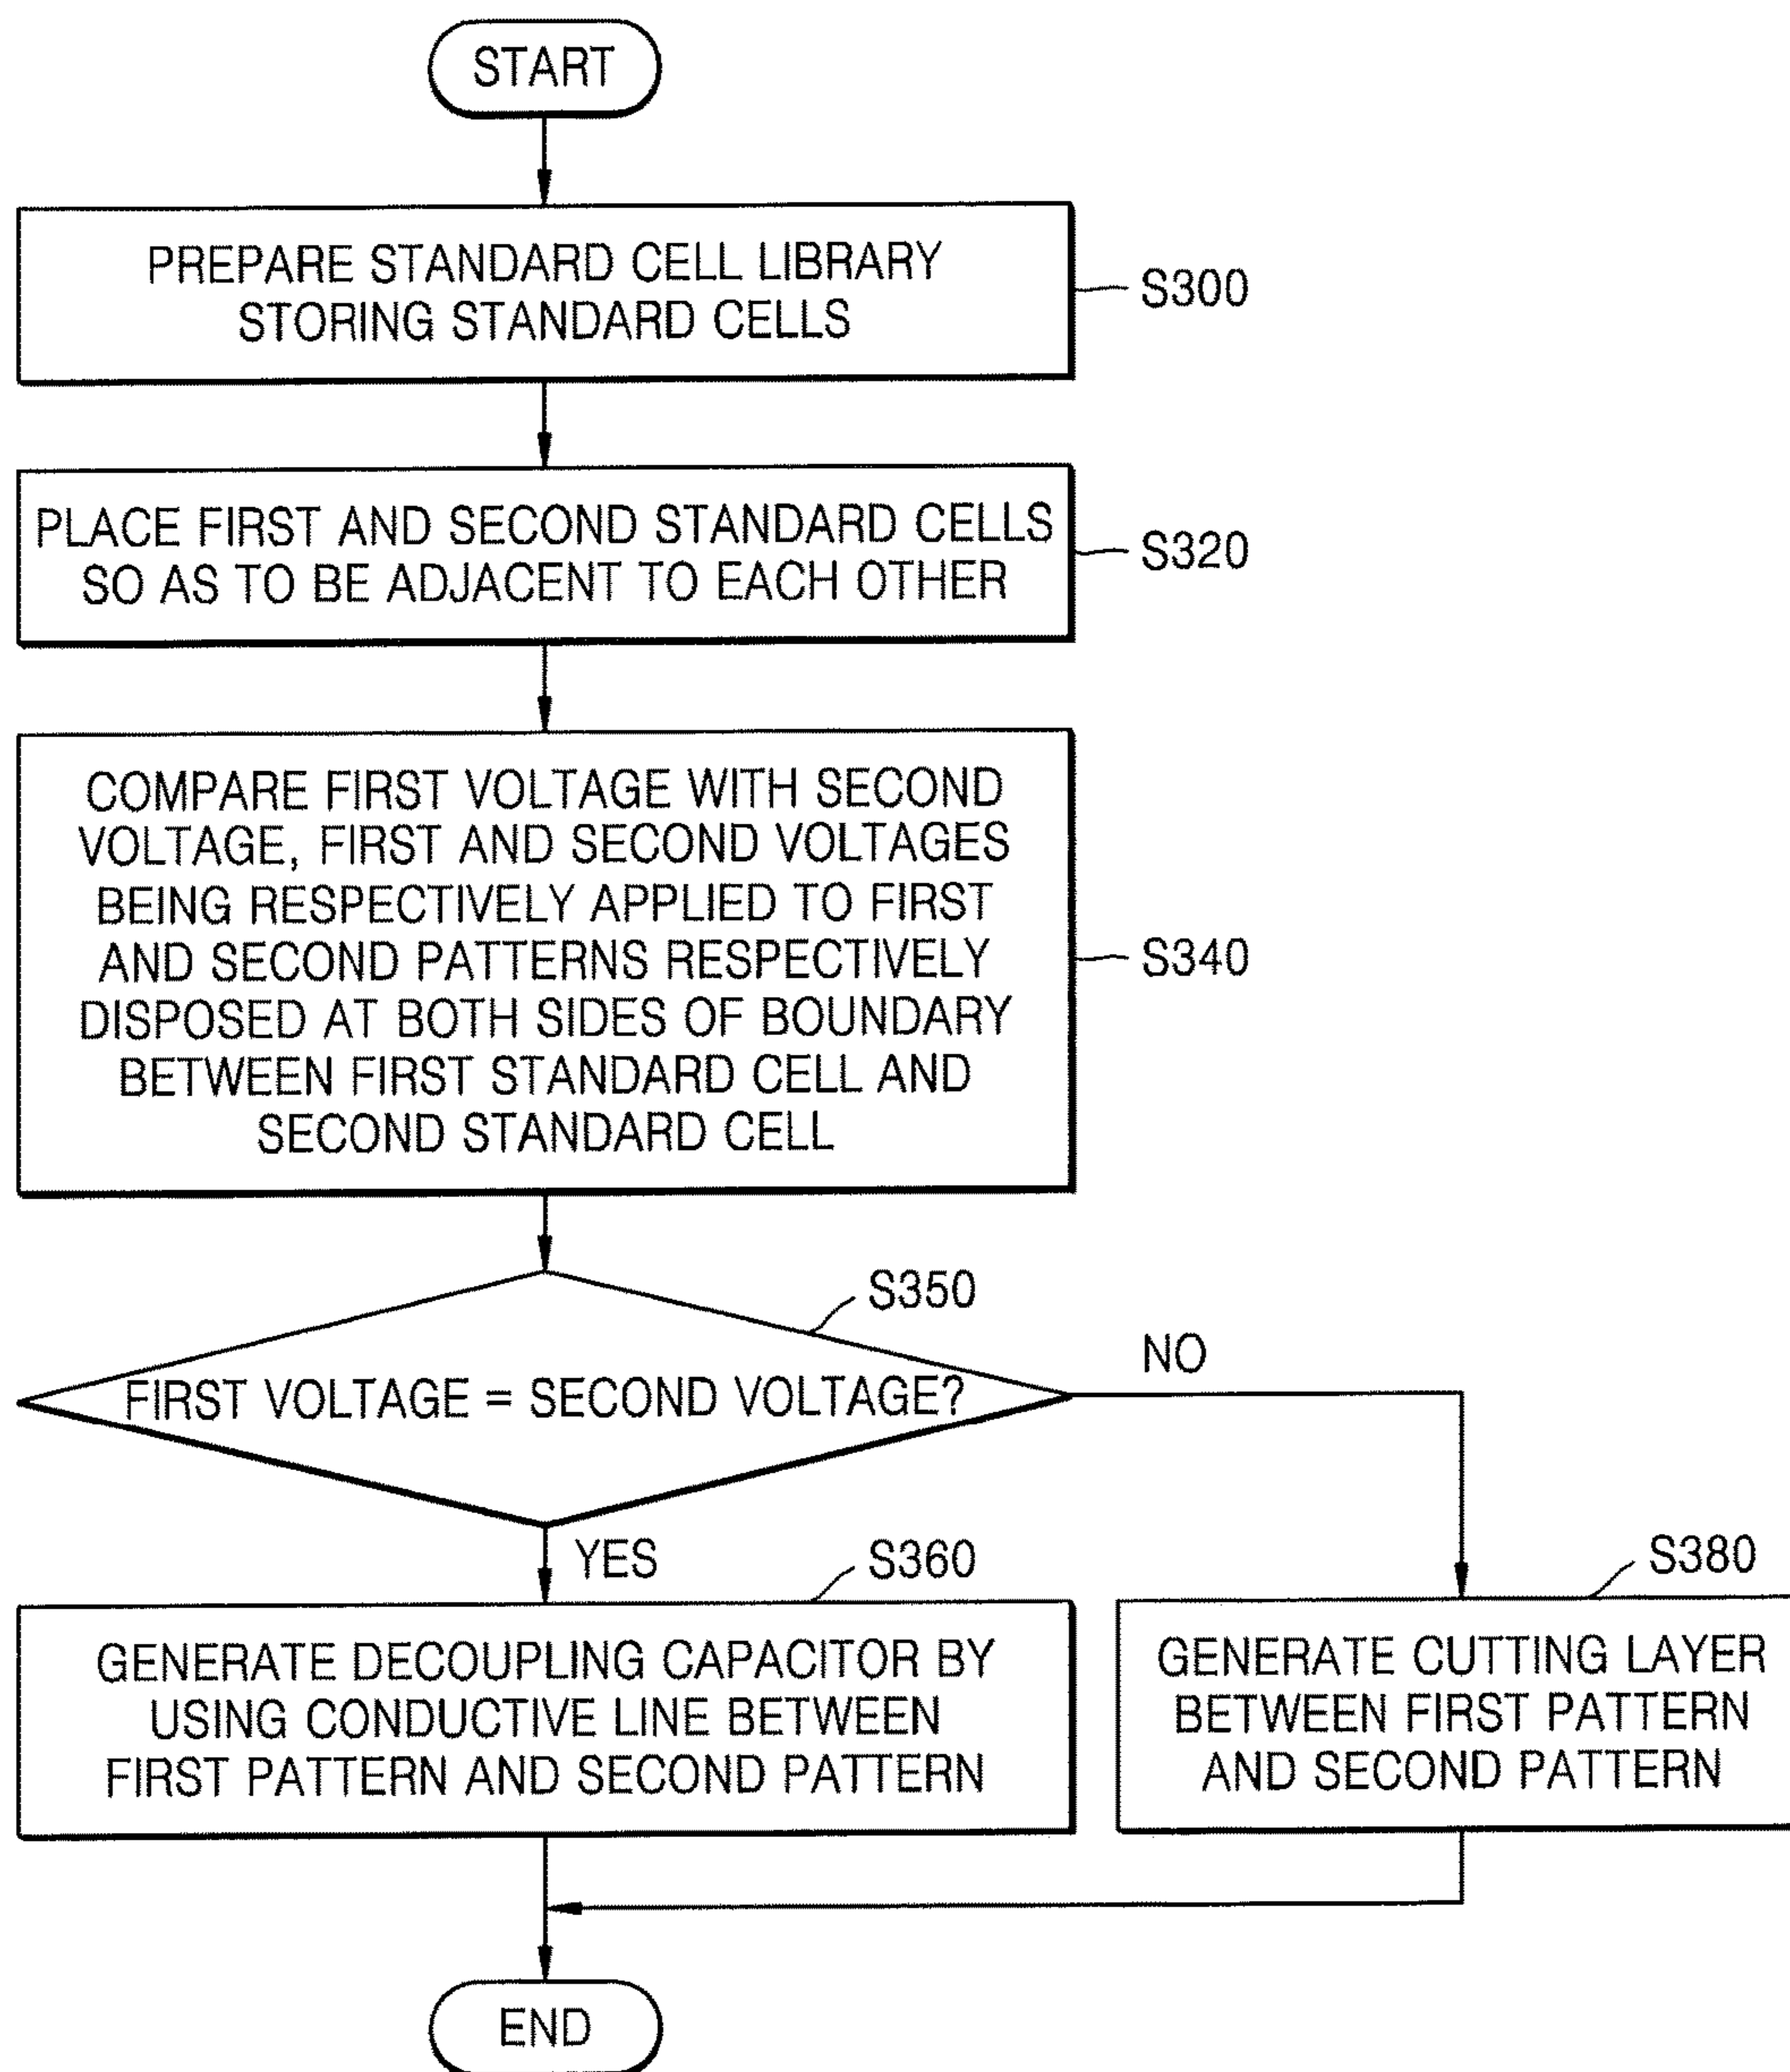 START
PREPARE STANDARD CELL LIBRARY
STORING STANDARD CELLS
S300
PLACE FIRST AND SECOND STANDARD CELLS
SO AS TO BE ADJACENT TO EACH OTHER
S320
COMPARE FIRST VOLTAGE WITH SECOND
VOLTAGE, FIRST AND SECOND VOLTAGES
BEING RESPECTIVELY APPLIED TO FIRST
AND SECOND PATTERNS RESPECTIVELY
DISPOSED AT BOTH SIDES OF BOUNDARY
BETWEEN FIRST STANDARD CELL AND
SECOND STANDARD CELL
S340
S350
FIRST VOLTAGE = SECOND VOLTAGE?
NO
YES
S360
GENERATE DECOUPLING CAPACITOR BY
USING CONDUCTIVE LINE BETWEEN
FIRST PATTERN AND SECOND PATTERN
S380
GENERATE CUTTING LAYER
BETWEEN FIRST PATTERN
AND SECOND PATTERN
END